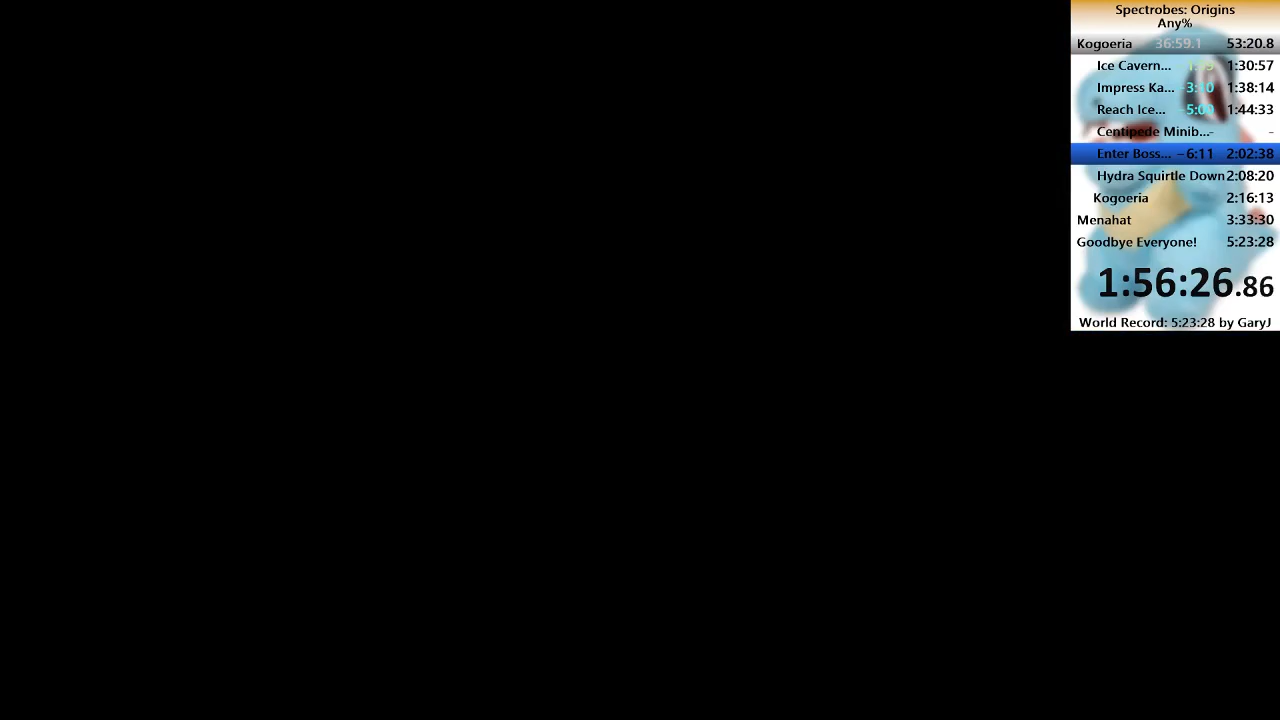 Spectrobes: Origins
Any%
Kogoeria 36:59.1 53:20.8
Ice Cavern... 1:30:57
Impress Ka... -3:10 1:38:14
Reach Ice... -5:00 1:44:33
Centipede Minib...- -
Enter Boss... -6:11 2:02:38
Hydra Squirtle Down 2:08:20
Kogoeria 2:16:13
Menahat 3:33:30
Goodbye Everyone! 5:23:28
1:56:26.86
World Record: 5:23:28 by GaryJ